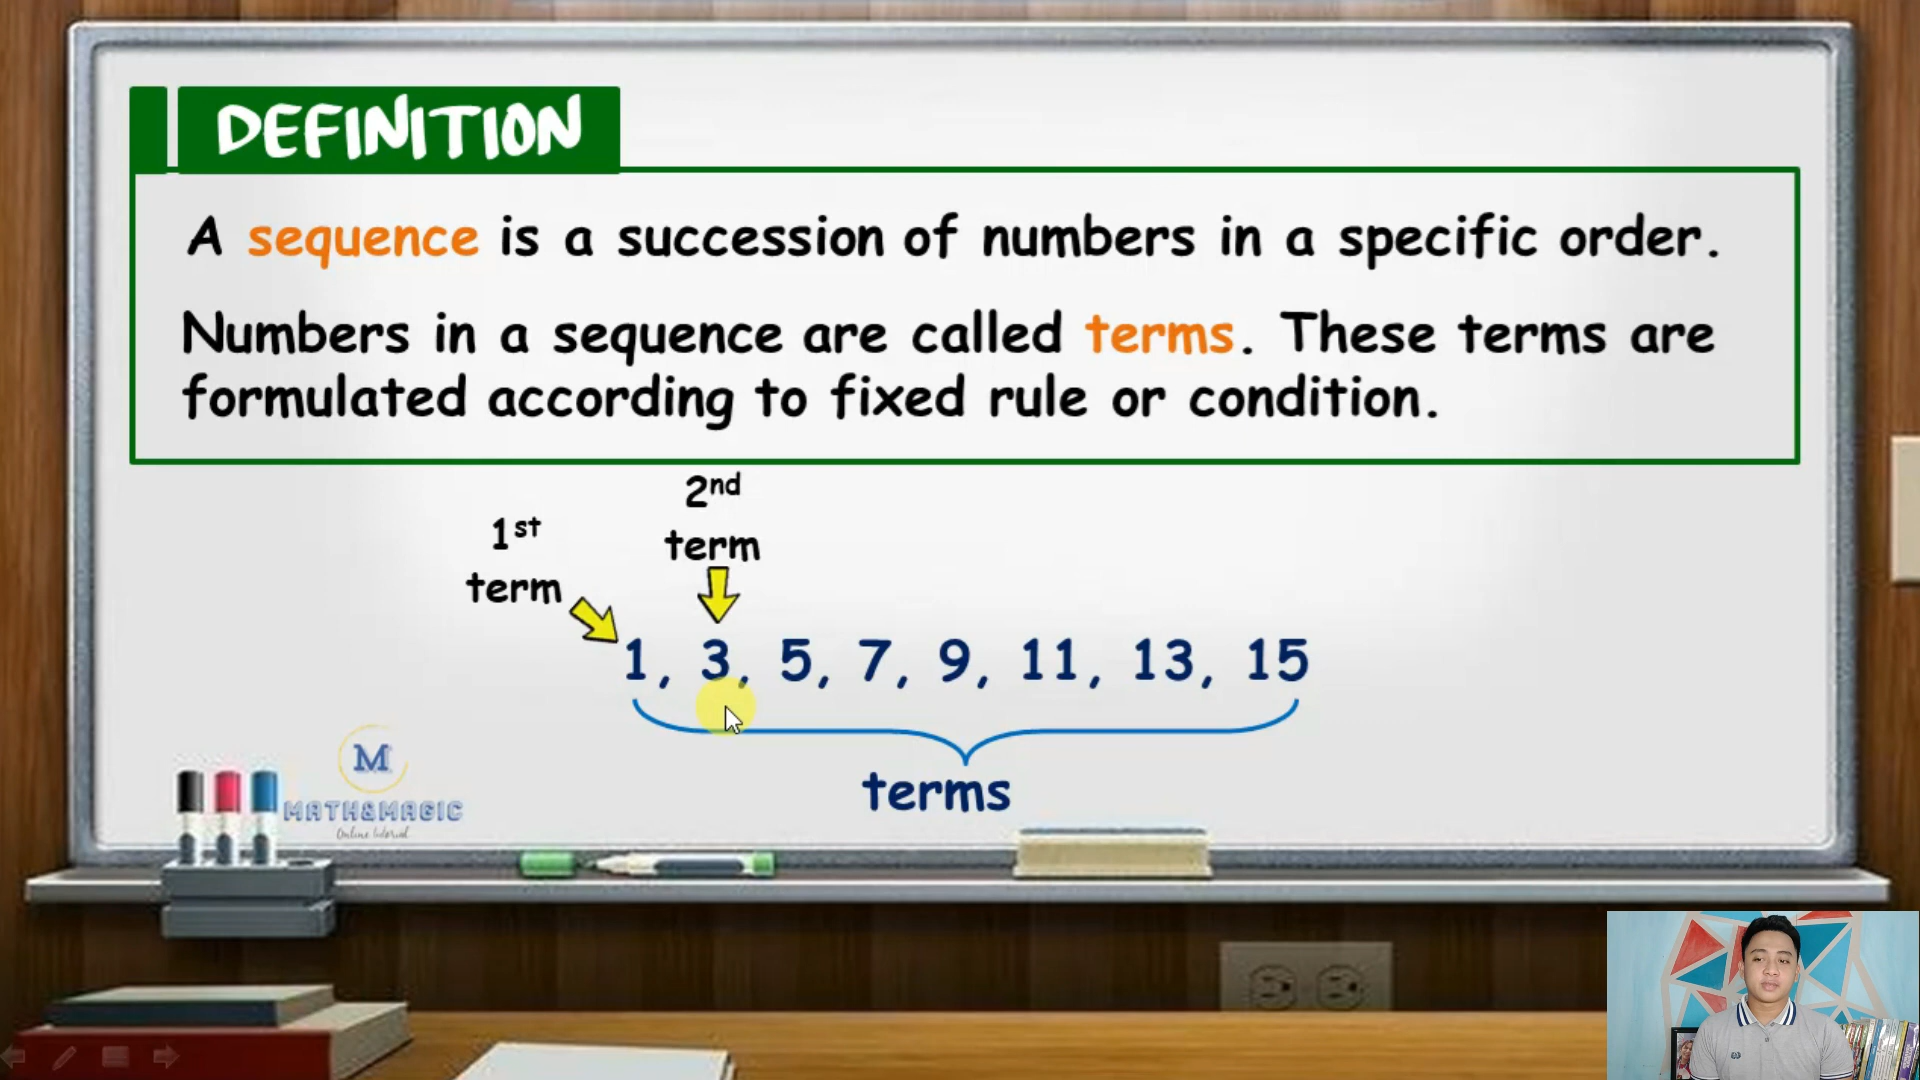 DEFINITION
A sequence is a succession of numbers in a specific order.
Numbers in a sequence are called terms. These terms are
formulated according to fixed rule or condition.
2nd
term
1st
term
1, 3, 5, 7, 9, 11, 13, 15
terms
M
MATH&MAGIC
Online tutorial